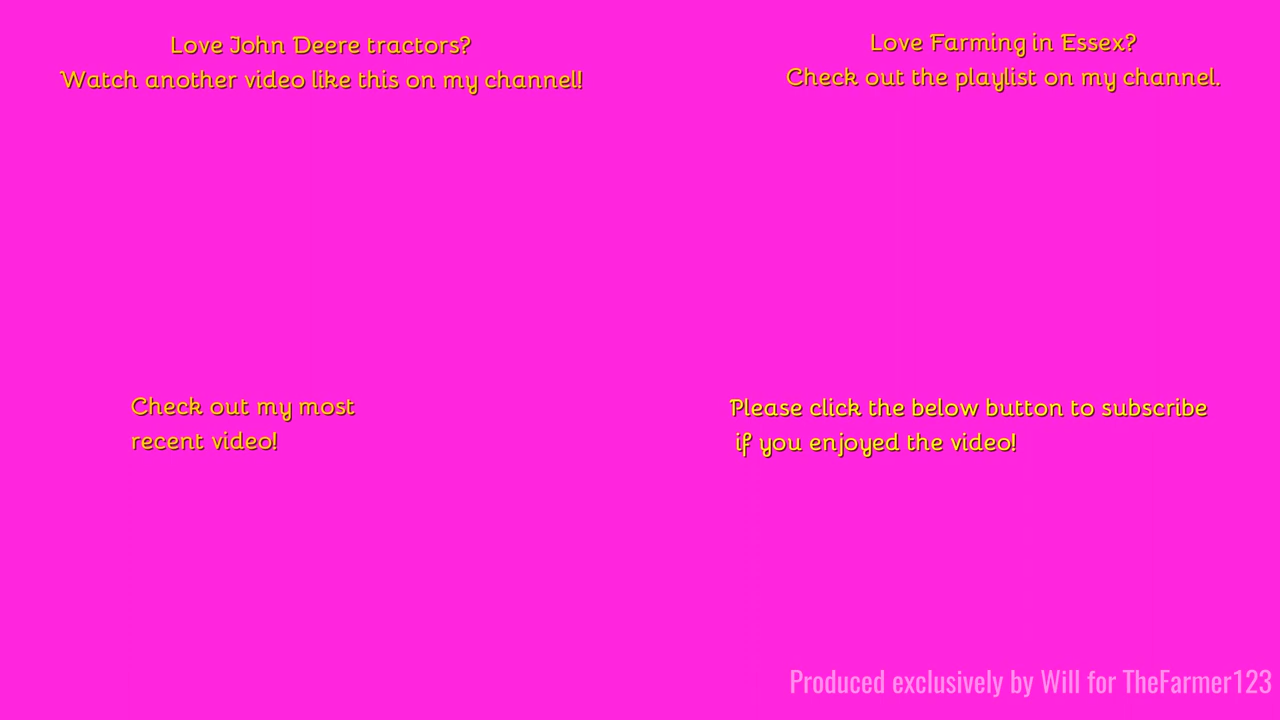 Love John Deere tractors?
Watch another video like this on my channel!
Love Farming in Essex?
Check out the playlist on my channel.
Check out my most
recent video!
Please click the below button to subscribe
if you enjoyed the video!
Produced exclusively by Will for TheFarmer123